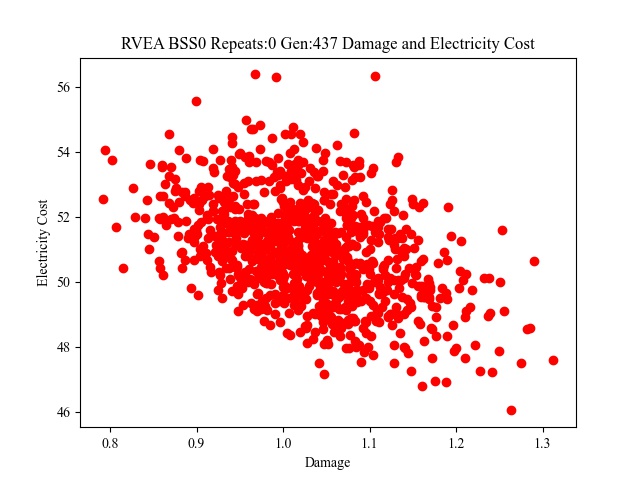 RVEA BSS0 Repeats:0 Gen:437 Damage and Electricity Cost
56
54
52
50
48
46
Electricity Cost
0.8 0.9 1.0 1.1 1.2 1.3
Damage